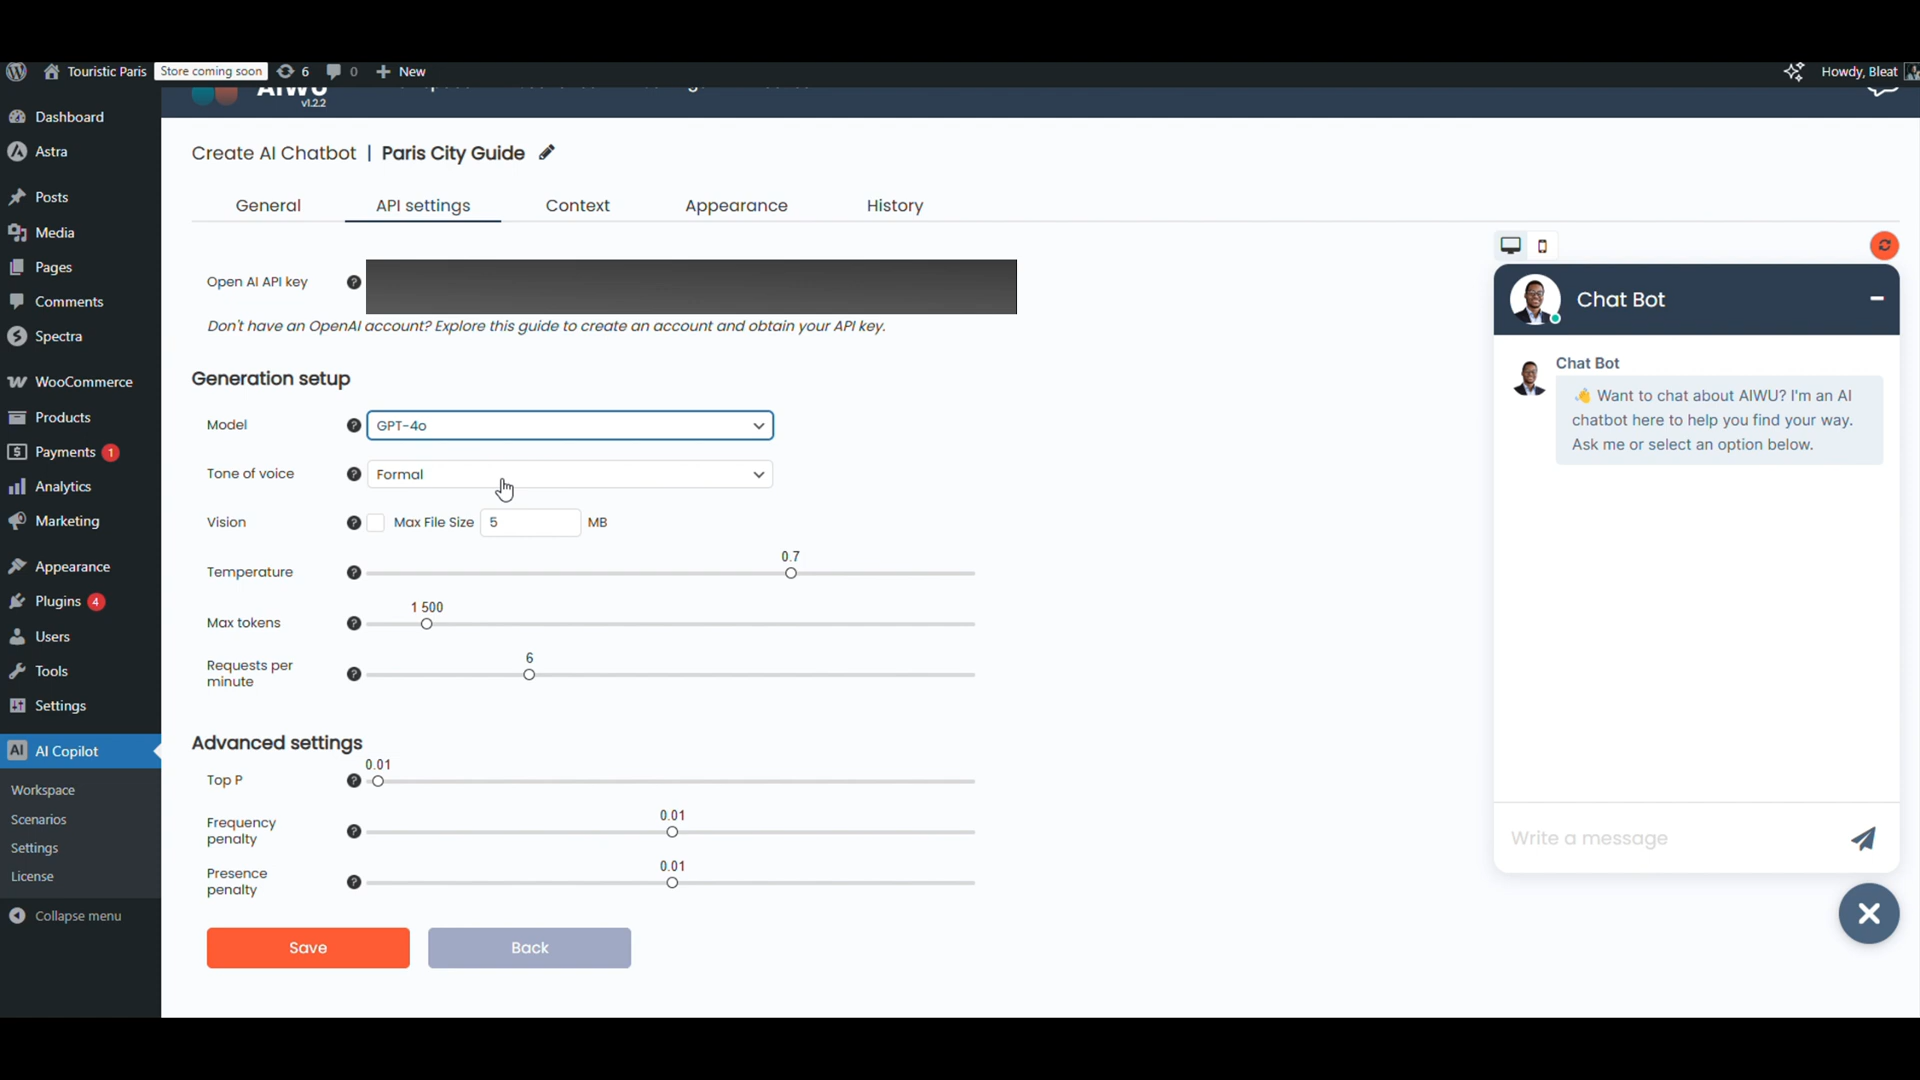 Touristic Paris Store coming soon 6 0 New Howdy, Bleat
AIWU
v1.2.2
Dashboard
Astra
Posts
Media
Pages
Comments
Spectra
WooCommerce
Products
Payments 1
Analytics
Marketing
Appearance
Plugins 4
Users
Tools
Settings
AI AI Copilot
Workspace
Scenarios
Settings
License
Collapse menu
Create AI Chatbot | Paris City Guide
General API settings Context Appearance History
Open AI API key ?
Don't have an OpenAI account? Explore this guide to create an account and obtain your API key.
Generation setup
Model ? GPT-4o
Tone of voice ? Formal
Vision ? Max File Size 5 MB
0.7
Temperature ?
1 500
Max tokens ?
6
Requests per
minute ?
Advanced settings
0.01
Top P ?
0.01
Frequency
penalty ?
0.01
Presence
penalty ?
Save Back
Chat Bot
Chat Bot
👋 Want to chat about AIWU? I'm an AI
chatbot here to help you find your way.
Ask me or select an option below.
Write a message